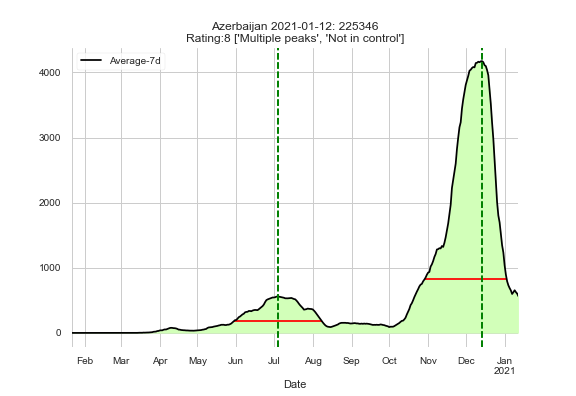 Azerbaijan 2021-01-12: 225346
Rating:8 ['Multiple peaks', 'Not in control']
Average-7d
4000
3000
2000
1000
0
Feb Mar Apr May Jun Jul Aug Sep Oct Nov Dec Jan
2021
Date